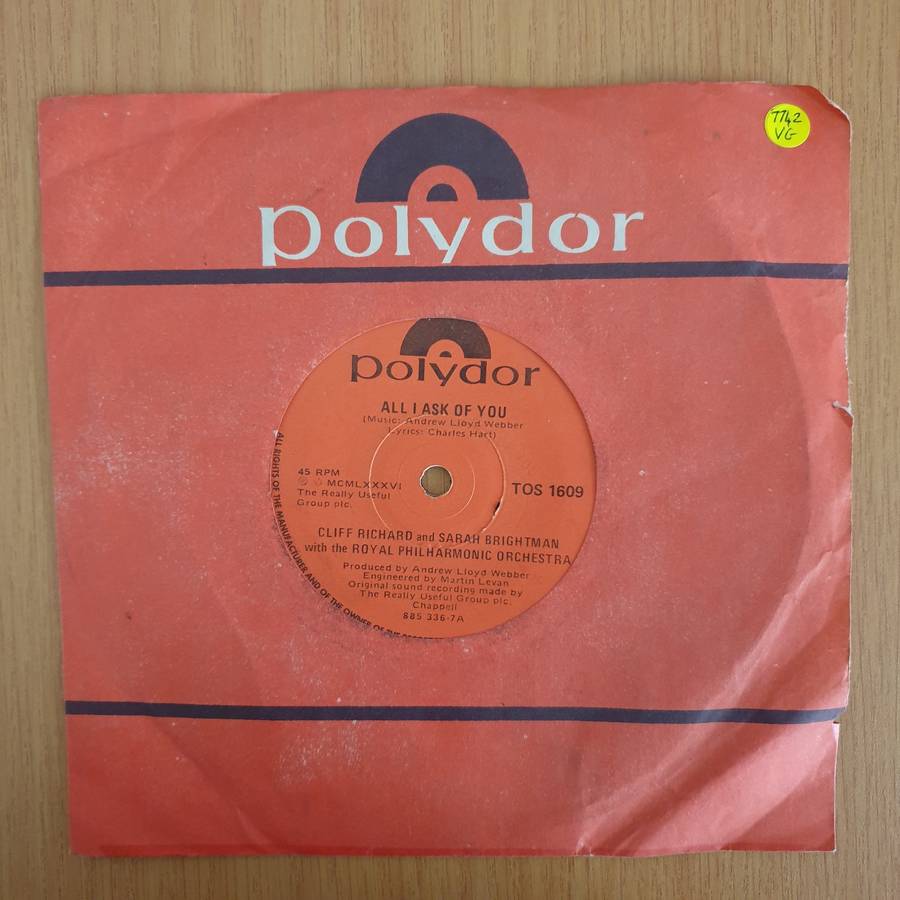 7742
VG
polydor
polydor
ALL I ASK OF YOU
(Music: Andrew Lloyd Webber
Lyrics: Charles Hart)
45 RPM
MCMLXXXVI
The Really Useful
Group plc.
TOS 1609
CLIFF RICHARD and SARAH BRIGHTMAN
with the ROYAL PHILHARMONIC ORCHESTRA
Produced by Andrew Lloyd Webber
Engineered by Martin Levan
Original sound recording made by
The Really Useful Group plc.
Chappell
885 336-7A
ALL RIGHTS OF THE MANUFACTURER AND OF THE OWNER OF THE